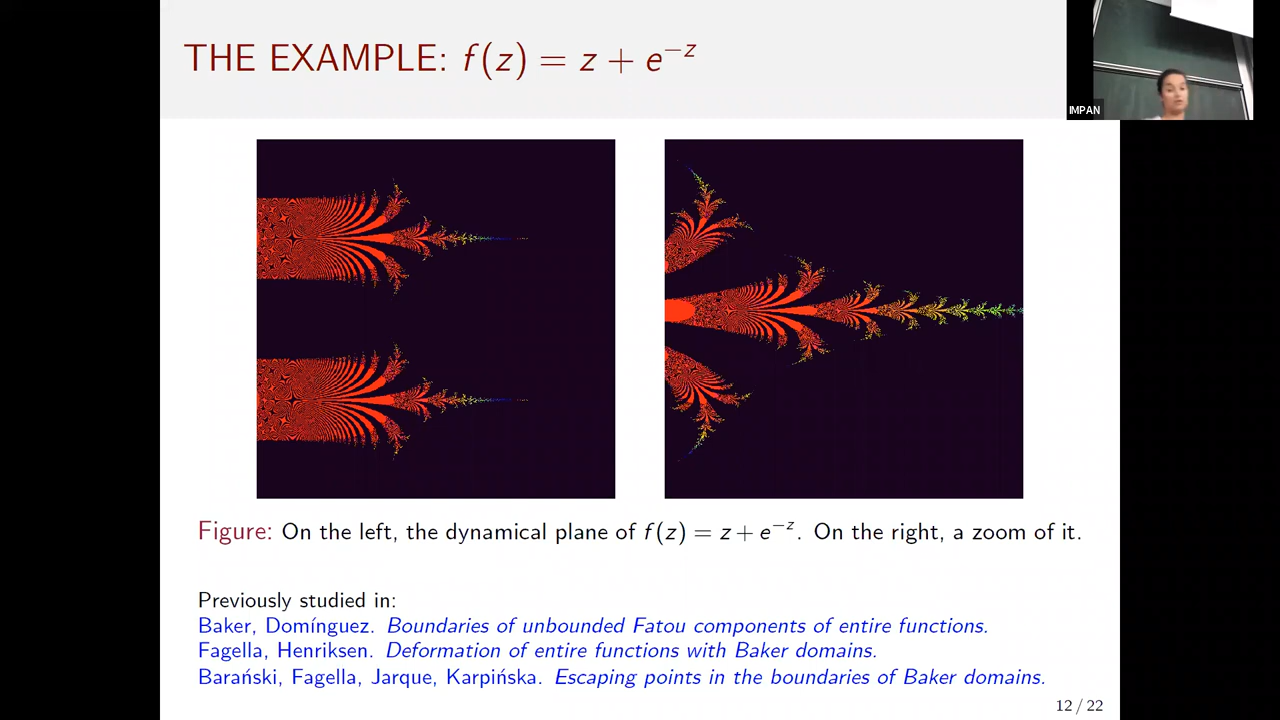 THE EXAMPLE: f(z) = z + e^{-z}
IMPAN
Figure: On the left, the dynamical plane of f(z) = z + e^{-z}. On the right, a zoom of it.
Previously studied in:
Baker, Domínguez. Boundaries of unbounded Fatou components of entire functions.
Fagella, Henriksen. Deformation of entire functions with Baker domains.
Barański, Fagella, Jarque, Karpińska. Escaping points in the boundaries of Baker domains.
12 / 22